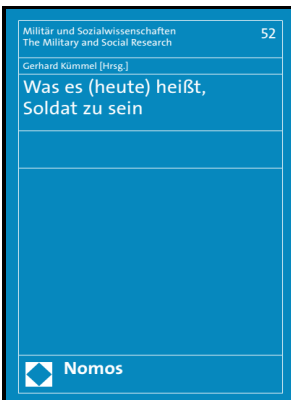 Militär und Sozialwissenschaften 52
The Military and Social Research
Gerhard Kümmel [Hrsg.]
Was es (heute) heißt,
Soldat zu sein
Nomos